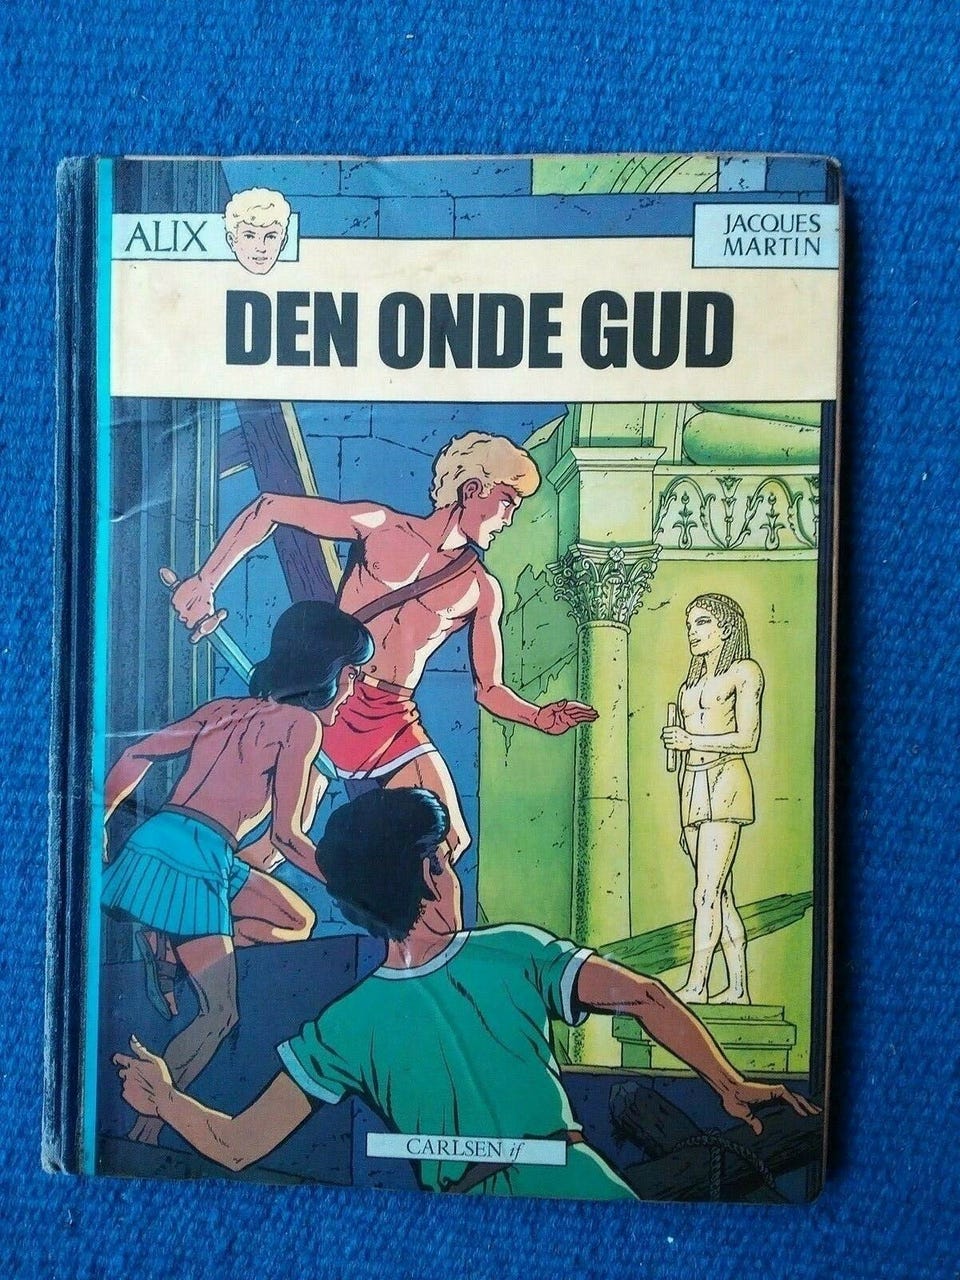 ALIX
JACQUES
MARTIN
DEN ONDE GUD
CARLSEN if